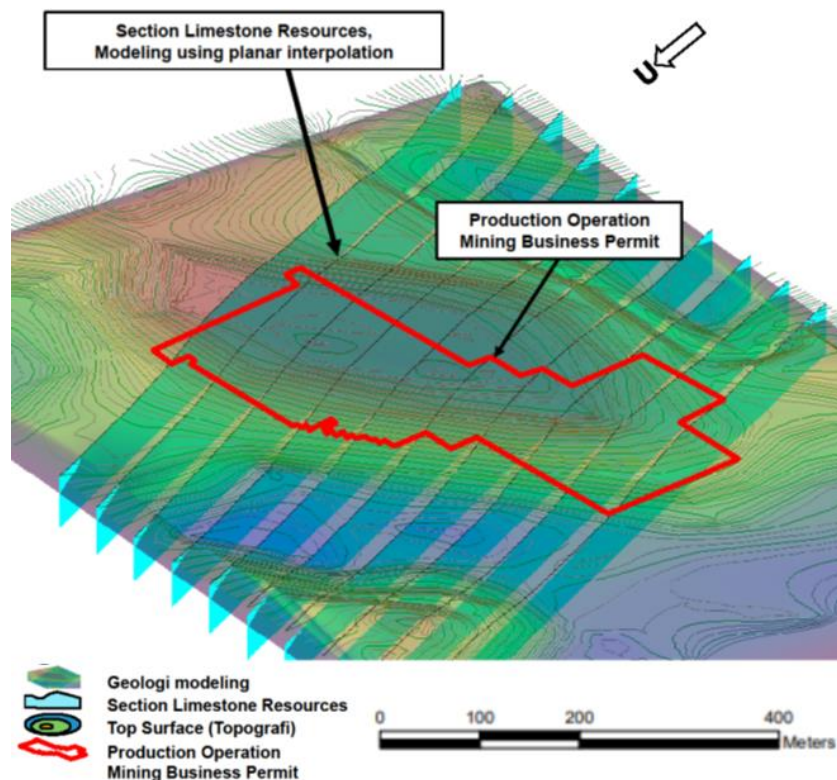 Section Limestone Resources,
Modeling using planar interpolation
U
Production Operation
Mining Business Permit
Geologi modeling
Section Limestone Resources
Top Surface (Topografi)
Production Operation
Mining Business Permit
0 100 200 400
Meters